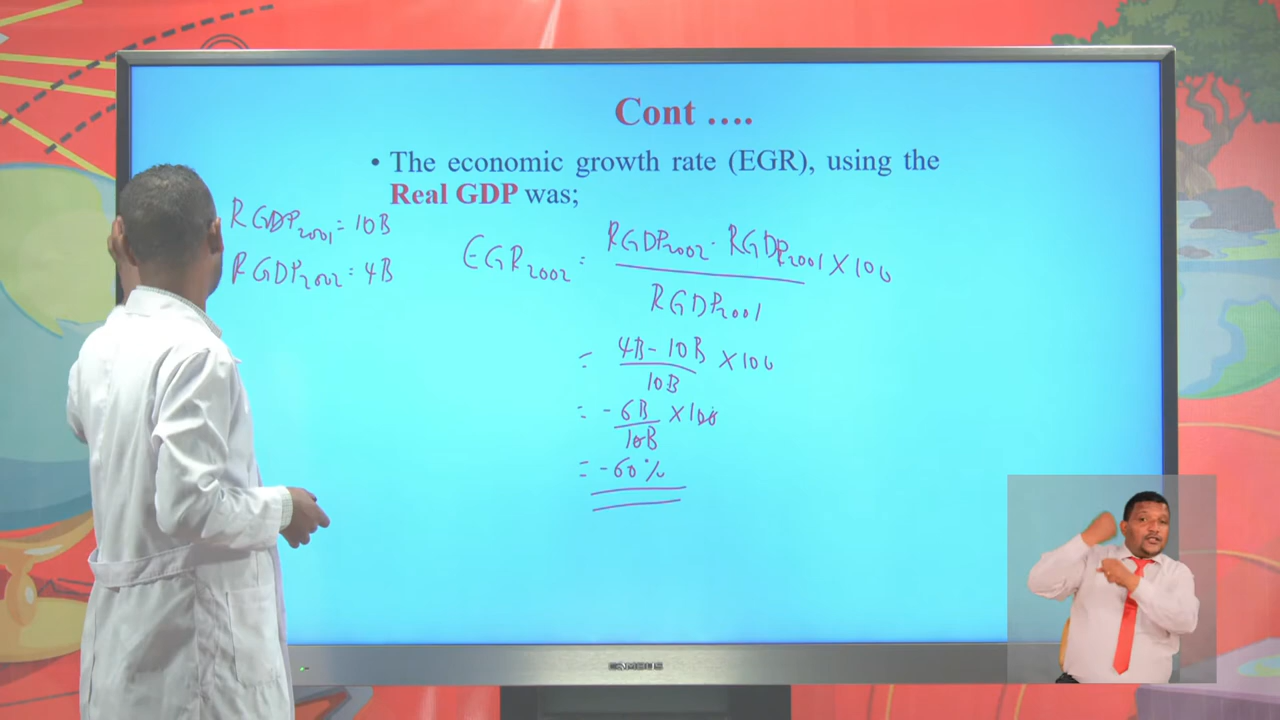 Cont ….
• The economic growth rate (EGR), using the
Real GDP was;
RGDP2001 = 10B
RGDP2002 = 4B
EGR2002 = RGDP2002 - RGDP2001 X 100
RGDP2001
= 4B - 10B X 100
10B
= -6B X 100
10B
= -60%